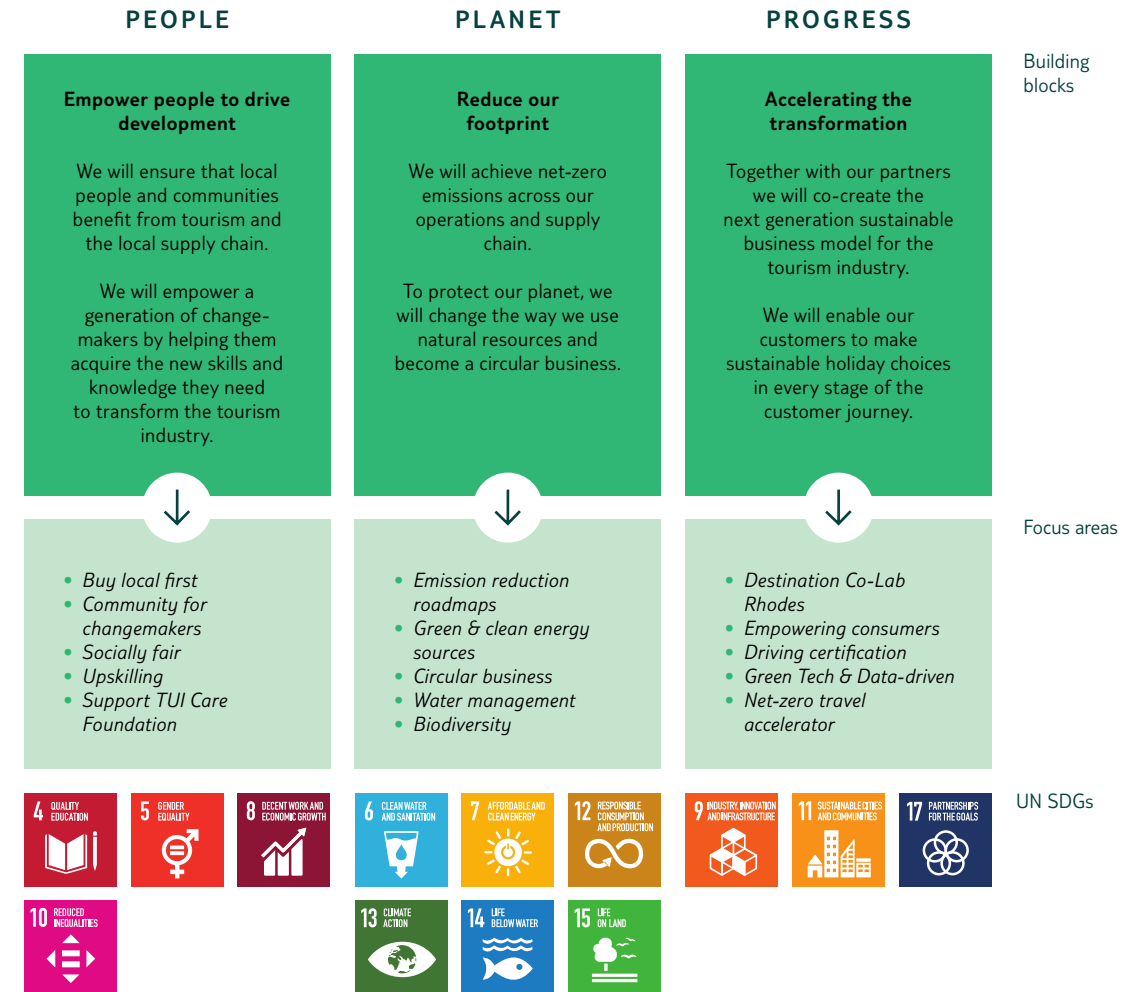 PEOPLE
PLANET
PROGRESS
Building
blocks
Empower people to drive
development
We will ensure that local
people and communities
benefit from tourism and
the local supply chain.
We will empower a
generation of change-
makers by helping them
acquire the new skills and
knowledge they need
to transform the tourism
industry.
Reduce our
footprint
We will achieve net-zero
emissions across our
operations and supply
chain.
To protect our planet, we
will change the way we use
natural resources and
become a circular business.
Accelerating the
transformation
Together with our partners
we will co-create the
next generation sustainable
business model for the
tourism industry.
We will enable our
customers to make
sustainable holiday choices
in every stage of the
customer journey.
Focus areas
• Buy local first
• Community for
changemakers
• Socially fair
• Upskilling
• Support TUI Care
Foundation
• Emission reduction
roadmaps
• Green & clean energy
sources
• Circular business
• Water management
• Biodiversity
• Destination Co-Lab
Rhodes
• Empowering consumers
• Driving certification
• Green Tech & Data-driven
• Net-zero travel
accelerator
UN SDGs
4 QUALITY
EDUCATION
5 GENDER
EQUALITY
8 DECENT WORK AND
ECONOMIC GROWTH
10 REDUCED
INEQUALITIES
6 CLEAN WATER
AND SANITATION
7 AFFORDABLE AND
CLEAN ENERGY
12 RESPONSIBLE
CONSUMPTION
AND PRODUCTION
13 CLIMATE
ACTION
14 LIFE
BELOW WATER
15 LIFE
ON LAND
9 INDUSTRY, INNOVATION
AND INFRASTRUCTURE
11 SUSTAINABLE CITIES
AND COMMUNITIES
17 PARTNERSHIPS
FOR THE GOALS